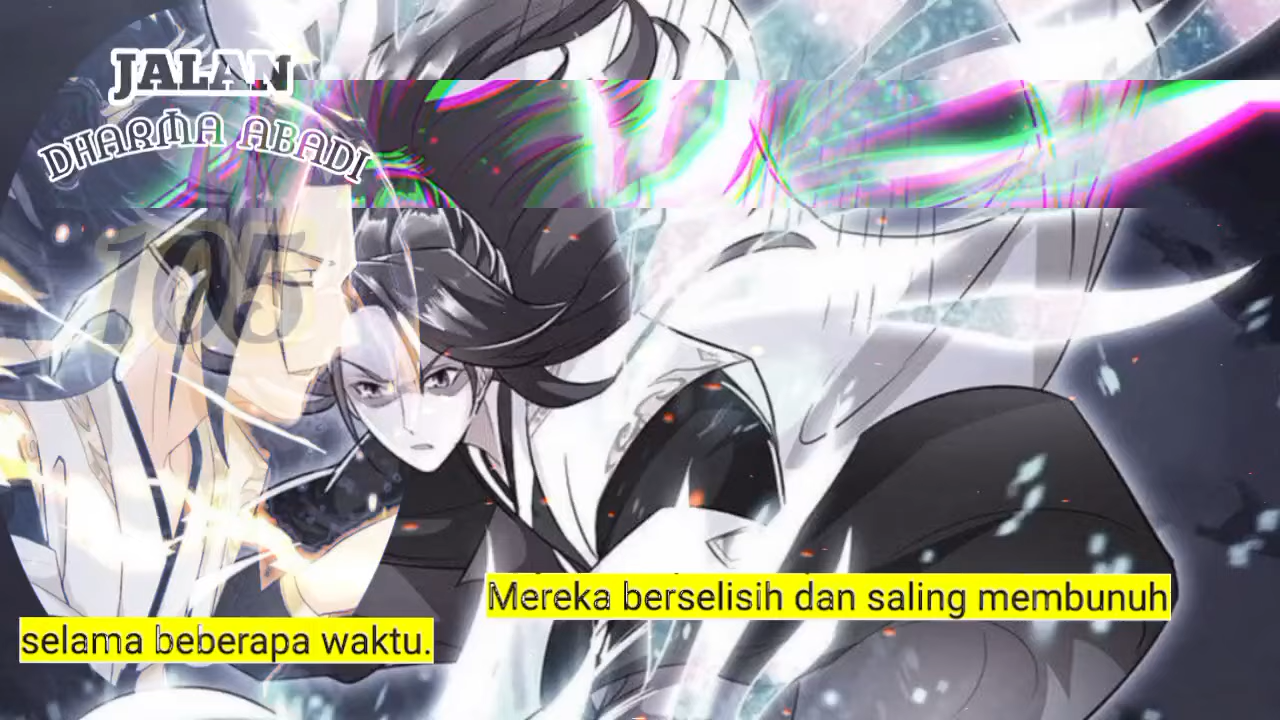 JALAN
DHARMA ABADI
105
Mereka berselisih dan saling membunuh
selama beberapa waktu.